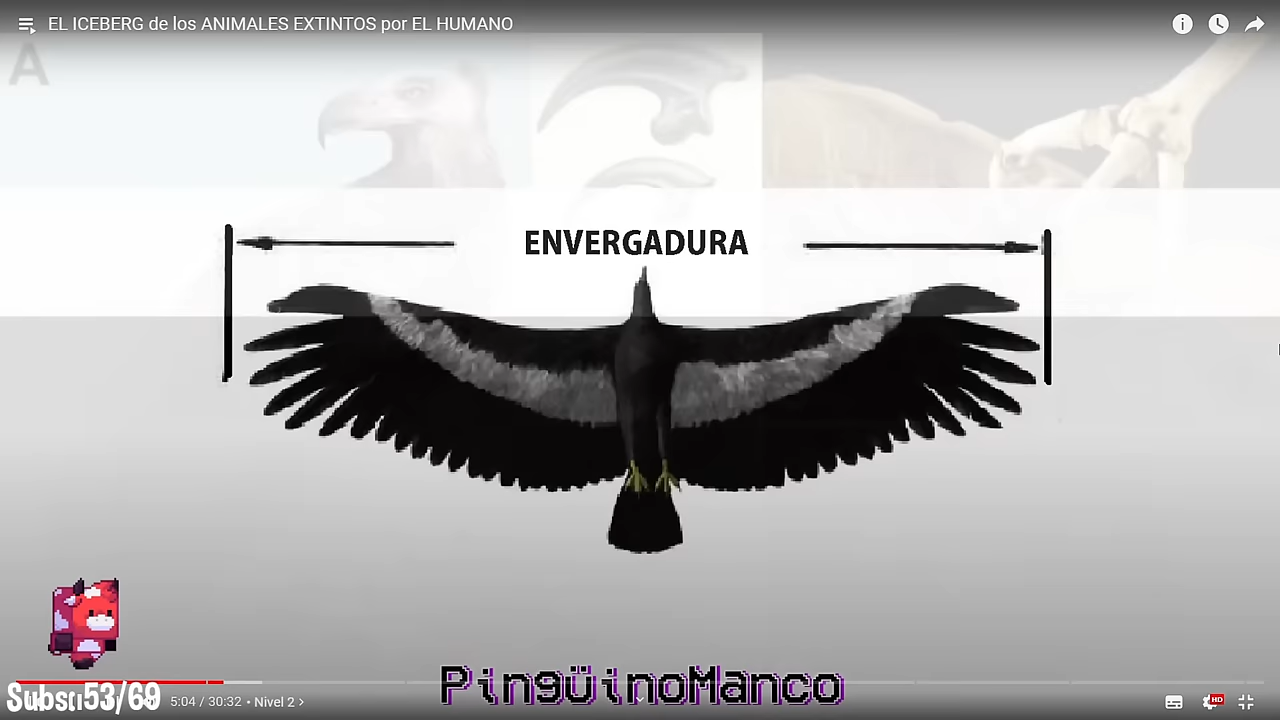 EL ICEBERG de los ANIMALES EXTINTOS por EL HUMANO
A
ENVERGADURA
PingüinoManco
53/69
5:04 / 30:32 • Nivel 2 >
HD